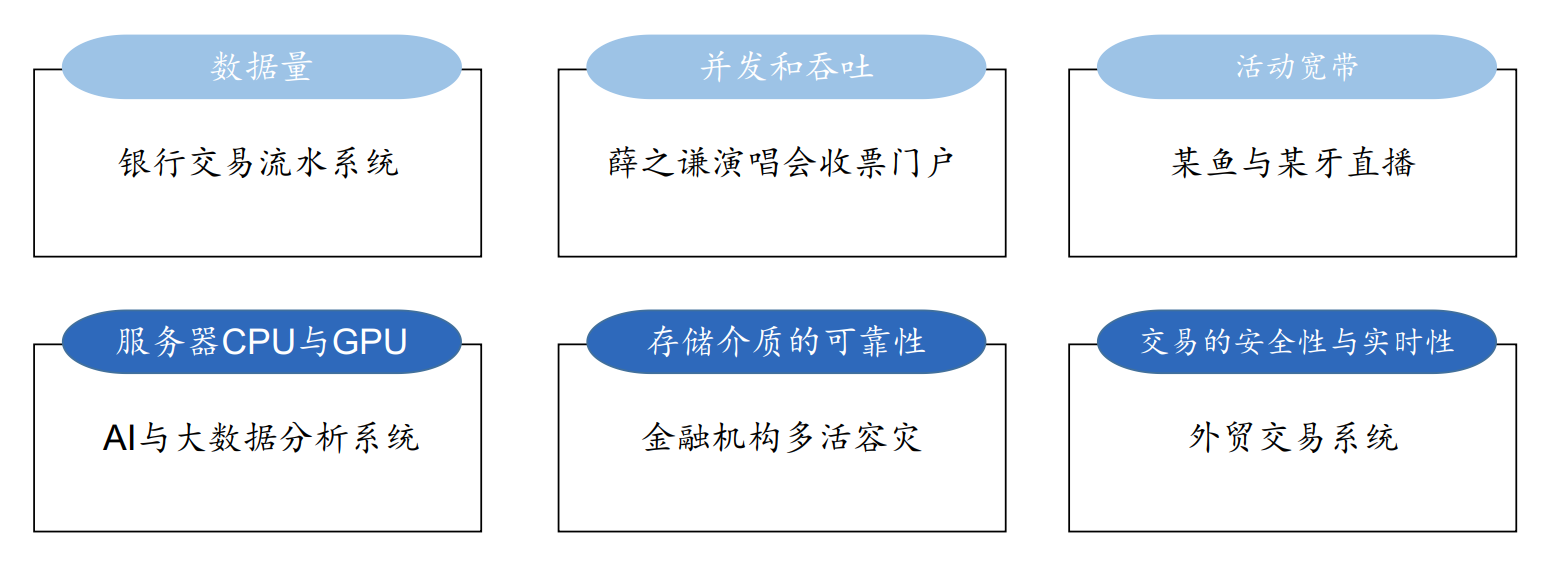 数据量
银行交易流水系统
并发和吞吐
薛之谦演唱会收票门户
活动宽带
某鱼与某牙直播
服务器CPU与GPU
AI与大数据分析系统
存储介质的可靠性
金融机构多活容灾
交易的安全性与实时性
外贸交易系统